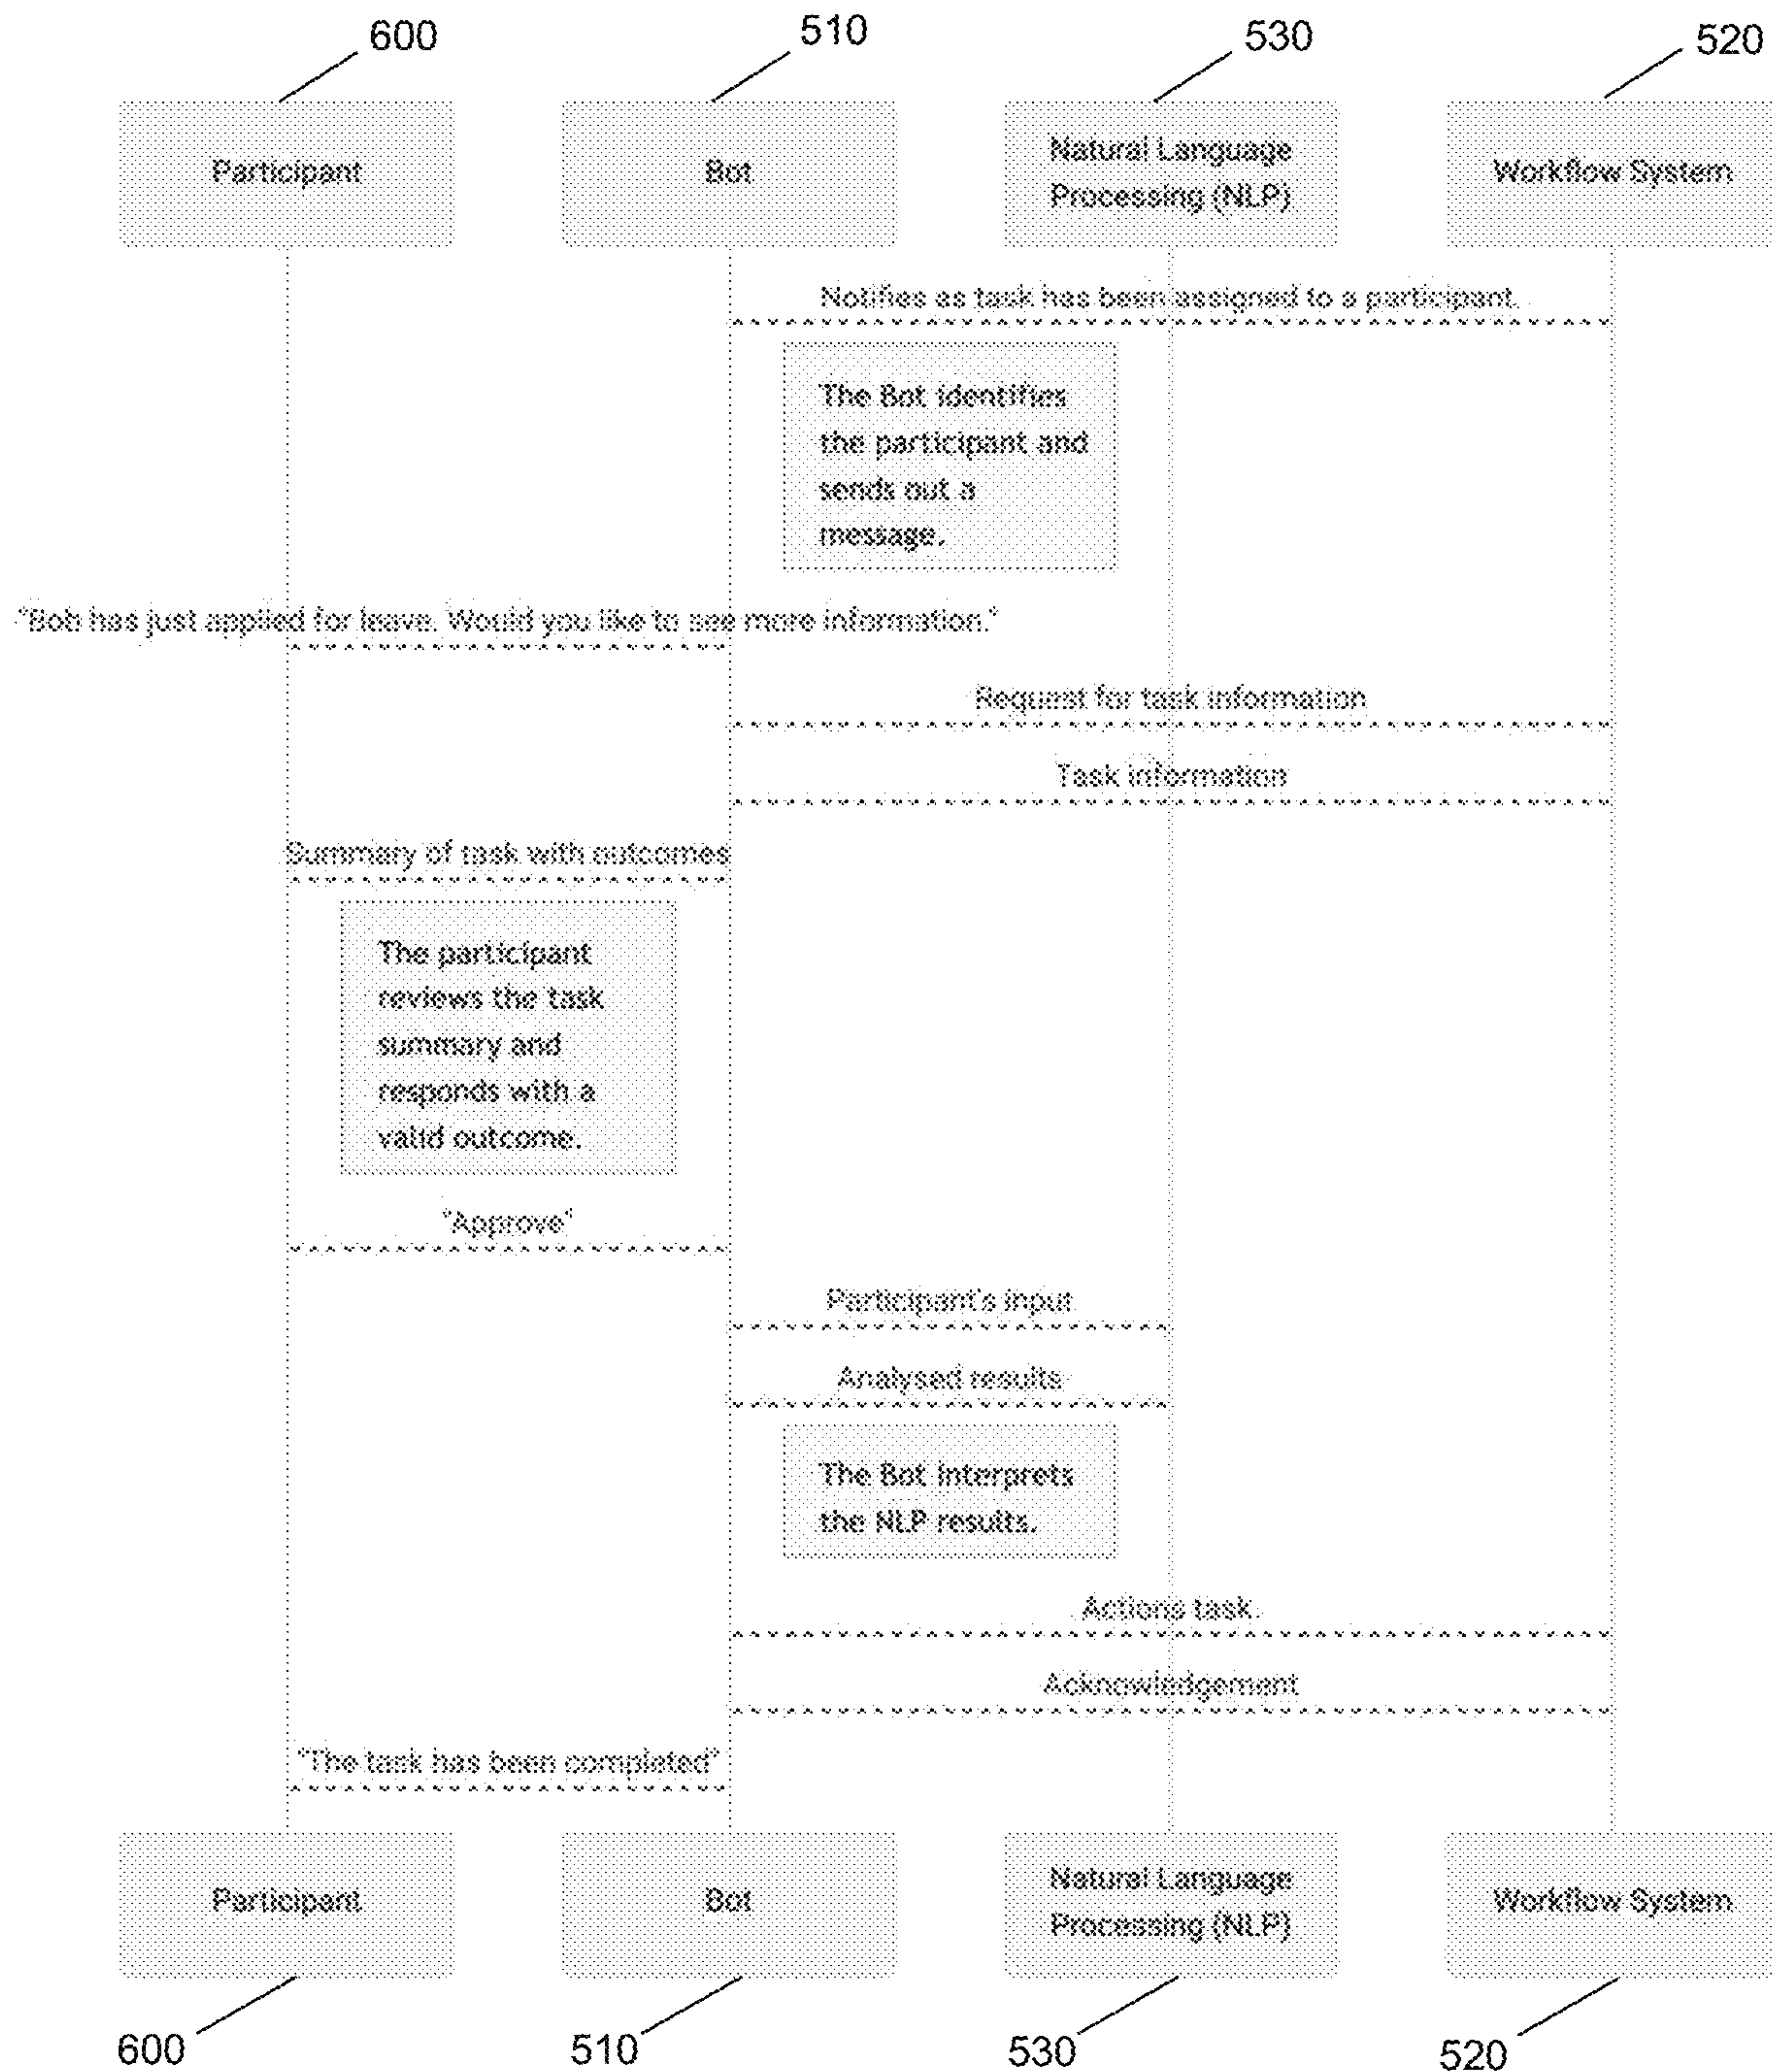 600
510
530
520
Participant
Bot
Natural Language
Processing (NLP)
Workflow System
Notifies as task has been assigned to a participant.
The Bot identifies
the participant and
sends out a
message.
"Bob has just applied for leave. Would you like to see more information."
Request for task information
Task information
Summary of task with outcomes
The participant
reviews the task
summary and
responds with a
valid outcome.
"Approve"
Participant's input
Analysed results
The Bot interprets
the NLP results.
Actions task
Acknowledgement
"The task has been completed"
Participant
Bot
Natural Language
Processing (NLP)
Workflow System
600
510
530
520